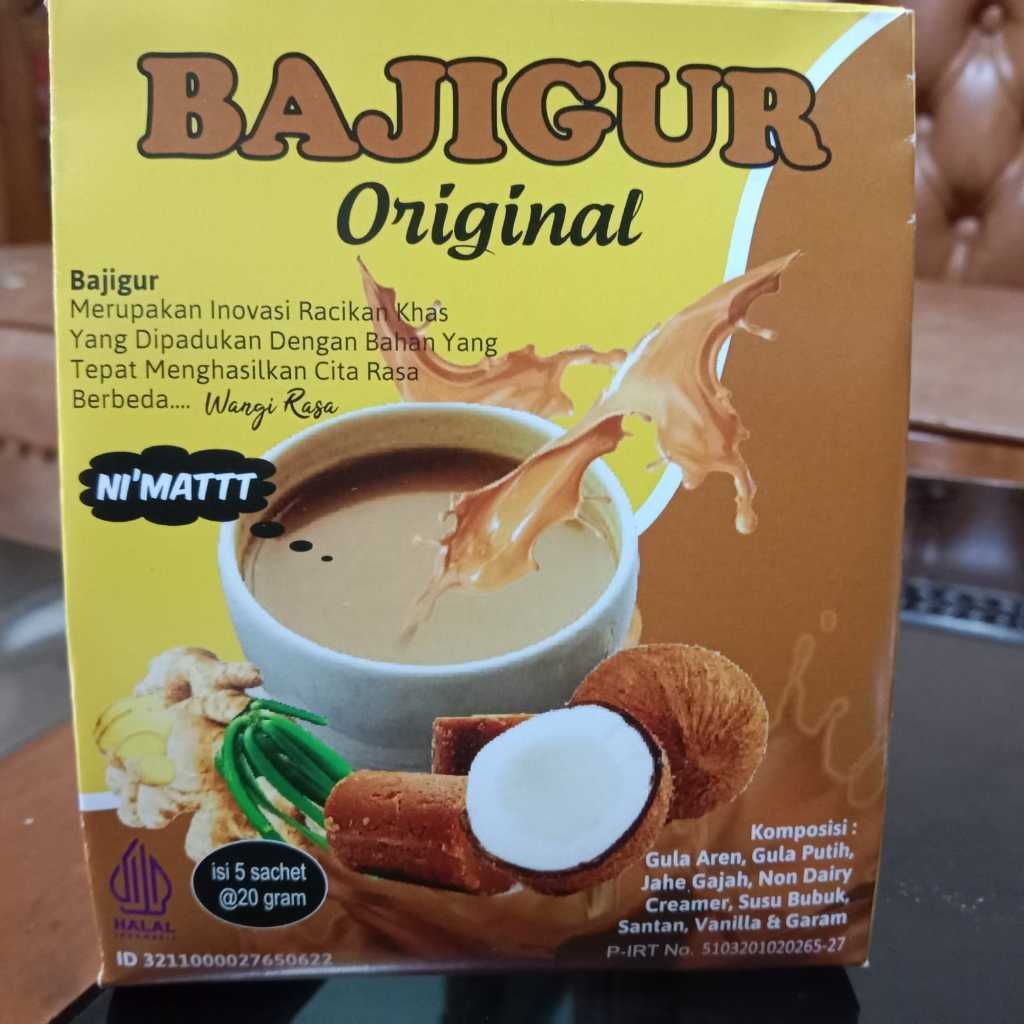 BAJIGUR
Original
Bajigur
Merupakan Inovasi Racikan Khas
Yang Dipadukan Dengan Bahan Yang
Tepat Menghasilkan Cita Rasa
Berbeda.... Wangi Rasa
NI'MATTT
isi 5 sachet
@20 gram
HALAL
INDONESIA
ID 32110000027650622
Komposisi :
Gula Aren, Gula Putih,
Jahe Gajah, Non Dairy
Creamer, Susu Bubuk,
Santan, Vanilla & Garam
P-IRT No. 5103201020265-27